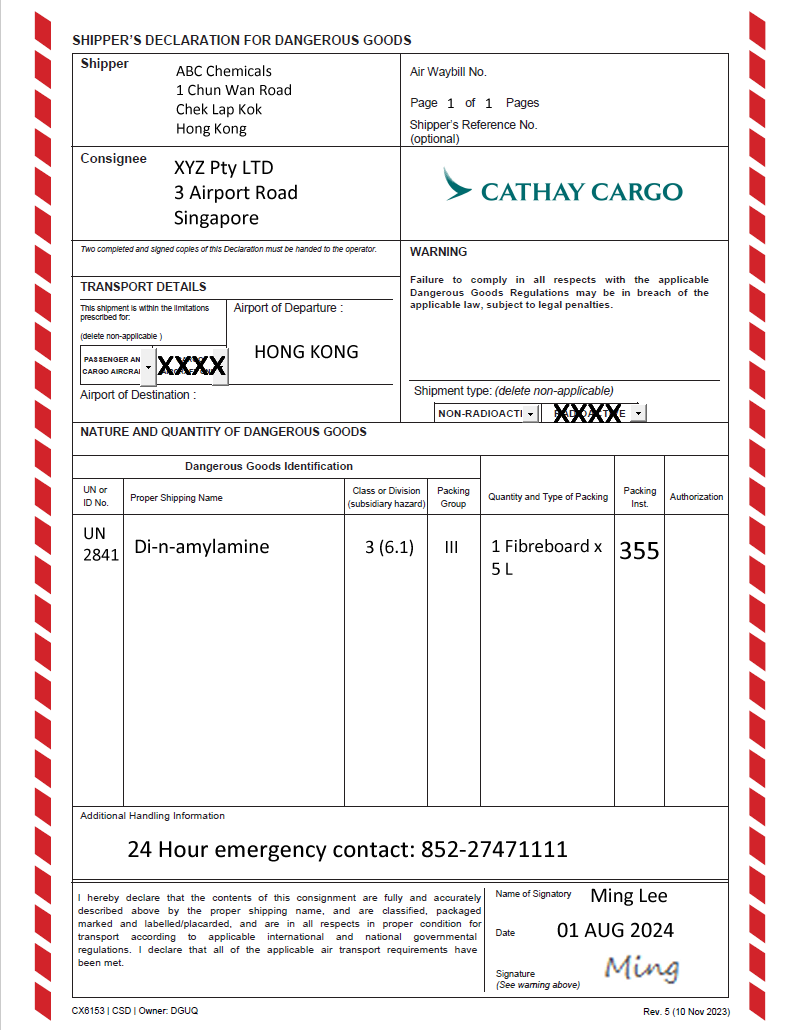 SHIPPER'S DECLARATION FOR DANGEROUS GOODS
Shipper
ABC Chemicals
1 Chun Wan Road
Chek Lap Kok
Hong Kong
Air Waybill No.
Page 1 of 1 Pages
Shipper's Reference No.
(optional)
Consignee
XYZ Pty LTD
3 Airport Road
Singapore
CATHAY CARGO
Two completed and signed copies of this Declaration must be handed to the operator.
WARNING
Failure to comply in all respects with the applicable
Dangerous Goods Regulations may be in breach of the
applicable law, subject to legal penalties.
TRANSPORT DETAILS
This shipment is within the limitations
prescribed for:
(delete non-applicable )
PASSENGER AN
CARGO AIRCRAI
XXXX
Airport of Departure :
HONG KONG
Airport of Destination :
Shipment type: (delete non-applicable)
NON-RADIOACTI
XXXX
NATURE AND QUANTITY OF DANGEROUS GOODS
Dangerous Goods Identification
UN or
ID No.
Proper Shipping Name
Class or Division
(subsidiary hazard)
Packing
Group
Quantity and Type of Packing
Packing
Inst.
Authorization
UN
2841
Di-n-amylamine
3 (6.1)
III
1 Fibreboard x
5 L
355
Additional Handling Information
24 Hour emergency contact: 852-27471111
I hereby declare that the contents of this consignment are fully and accurately
described above by the proper shipping name, and are classified, packaged
marked and labelled/placarded, and are in all respects in proper condition for
transport according to applicable international and national governmental
regulations. I declare that all of the applicable air transport requirements have
been met.
Name of Signatory Ming Lee
Date 01 AUG 2024
Signature Ming
(See warning above)
CX6153 | CSD | Owner: DGUQ
Rev. 5 (10 Nov 2023)